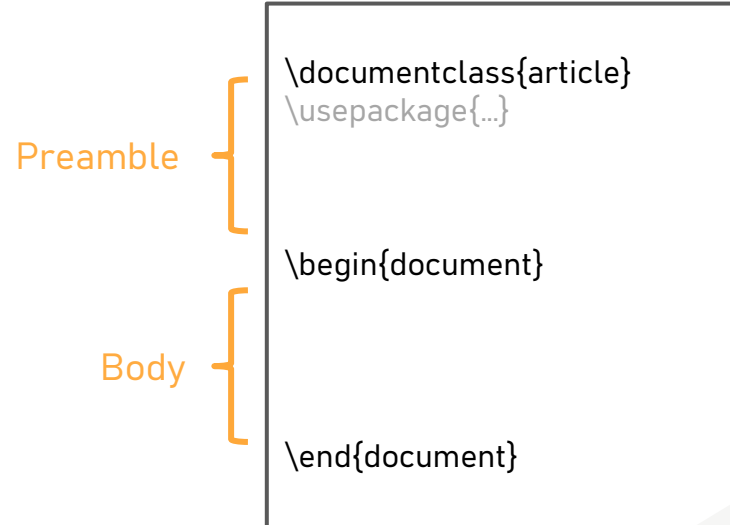 \documentclass{article}
\usepackage{…}
Preamble
\begin{document}
Body
\end{document}